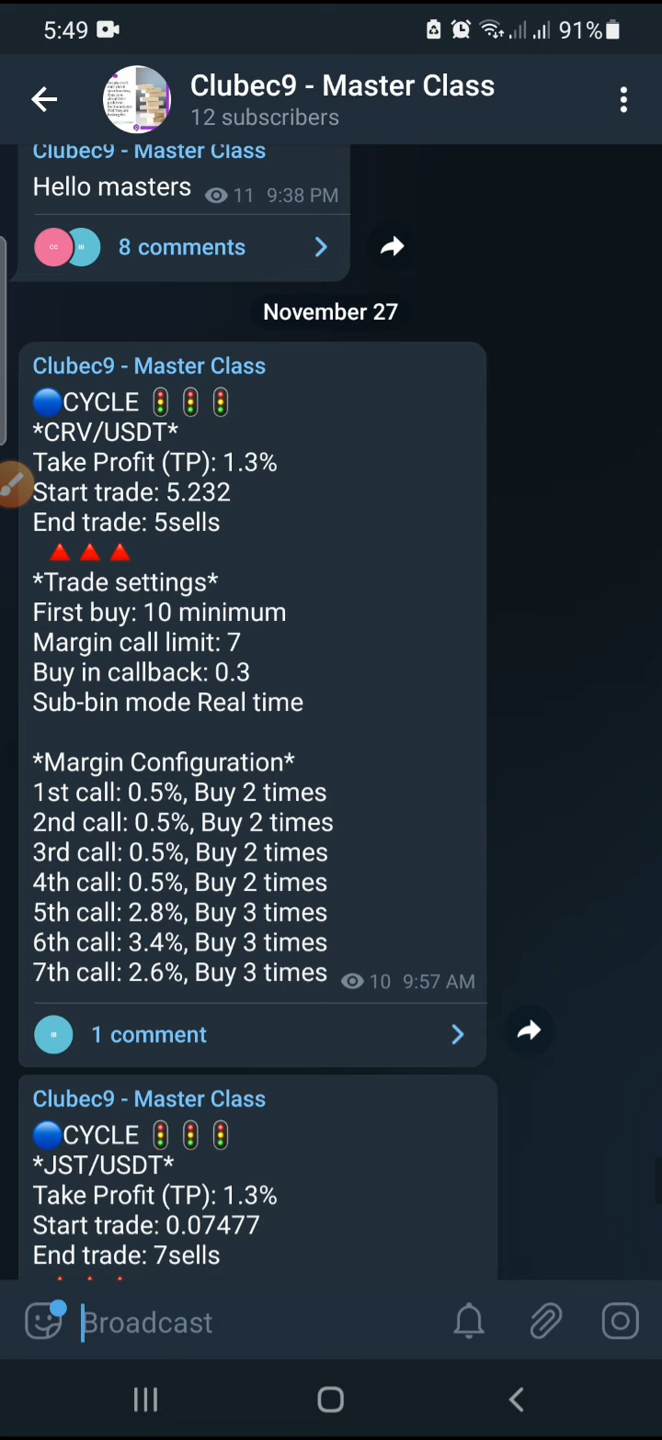 5:49
91%
Clubec9 - Master Class
12 subscribers
Clubec9 - Master Class
Hello masters 11 9:38 PM
8 comments
November 27
Clubec9 - Master Class
🔵CYCLE 🚦🚦🚦
*CRV/USDT*
Take Profit (TP): 1.3%
Start trade: 5.232
End trade: 5sells
🔺🔺🔺
*Trade settings*
First buy: 10 minimum
Margin call limit: 7
Buy in callback: 0.3
Sub-bin mode Real time
*Margin Configuration*
1st call: 0.5%, Buy 2 times
2nd call: 0.5%, Buy 2 times
3rd call: 0.5%, Buy 2 times
4th call: 0.5%, Buy 2 times
5th call: 2.8%, Buy 3 times
6th call: 3.4%, Buy 3 times
7th call: 2.6%, Buy 3 times 10 9:57 AM
1 comment
Clubec9 - Master Class
🔵CYCLE 🚦🚦🚦
*JST/USDT*
Take Profit (TP): 1.3%
Start trade: 0.07477
End trade: 7sells
Broadcast